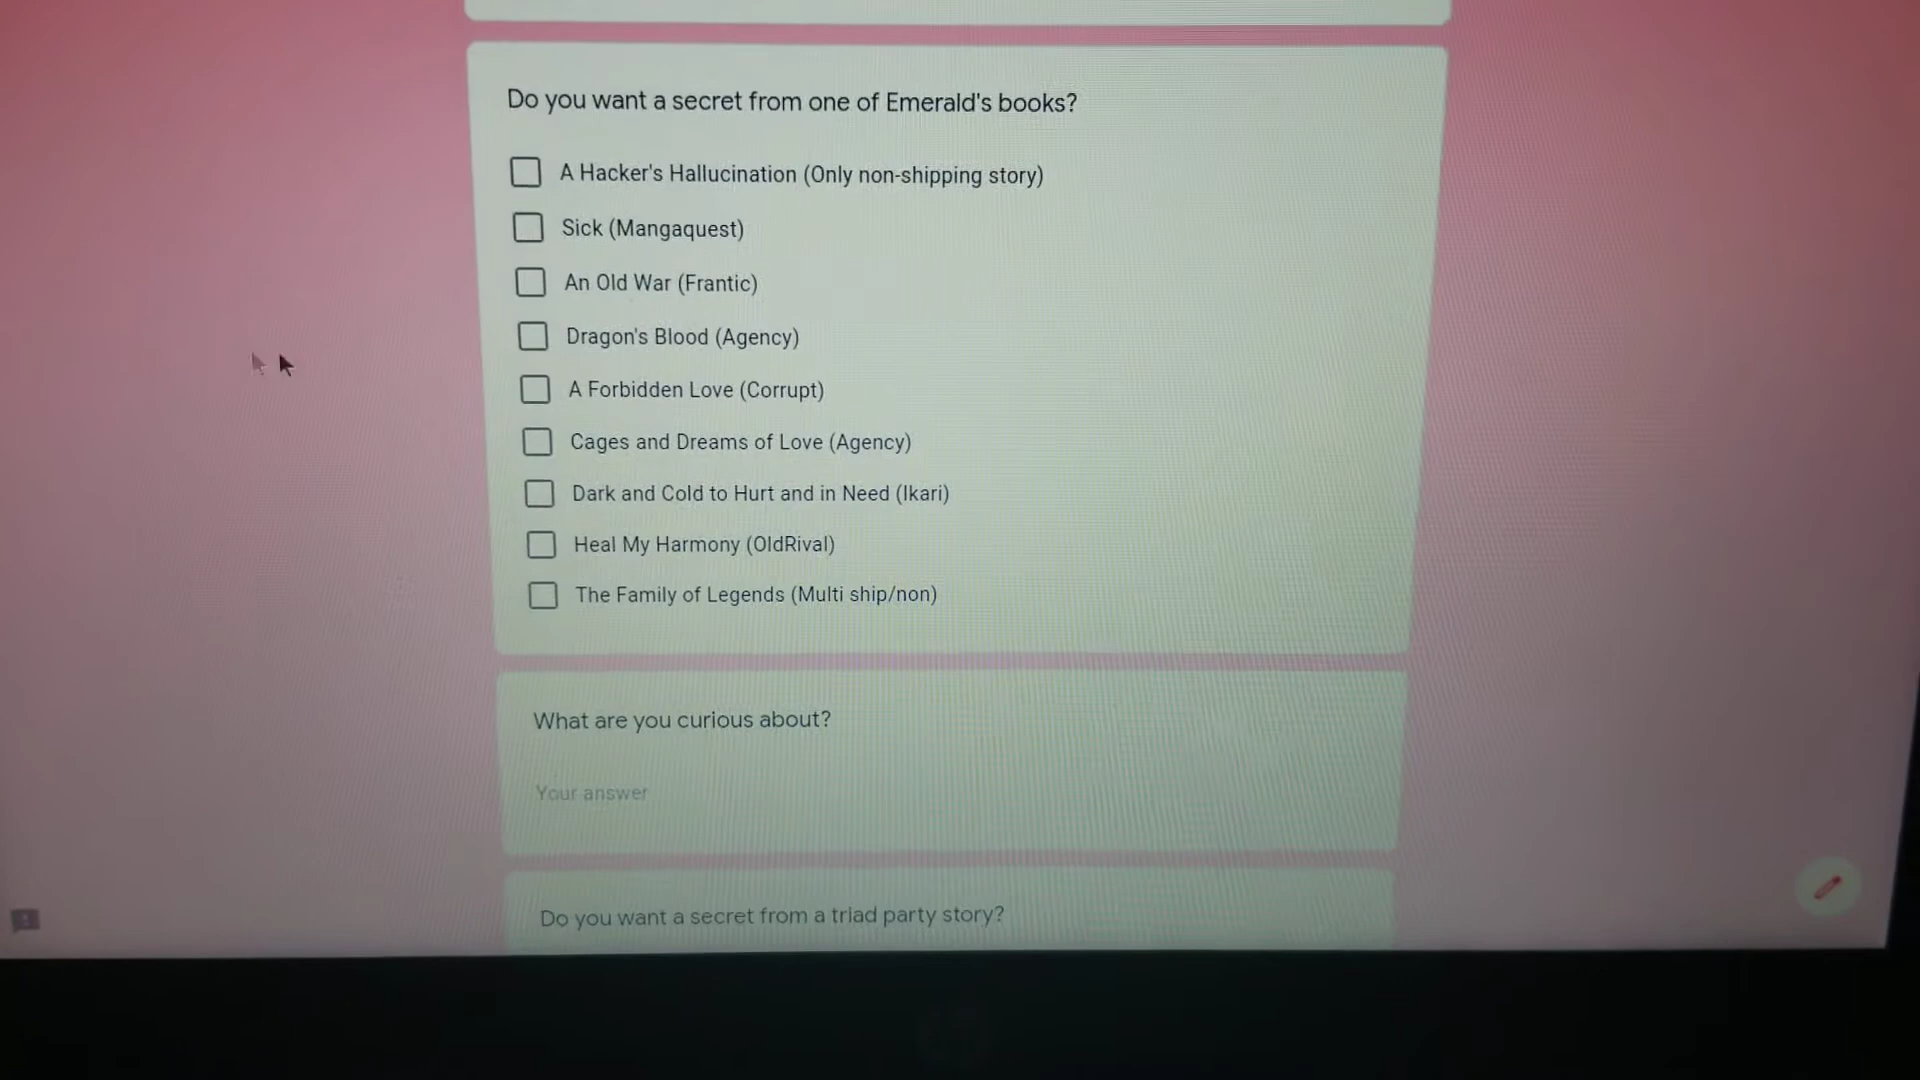 Do you want a secret from one of Emerald's books?
A Hacker's Hallucination (Only non-shipping story)
Sick (Mangaquest)
An Old War (Frantic)
Dragon's Blood (Agency)
A Forbidden Love (Corrupt)
Cages and Dreams of Love (Agency)
Dark and Cold to Hurt and in Need (Ikari)
Heal My Harmony (OldRival)
The Family of Legends (Multi ship/non)
What are you curious about?
Your answer
Do you want a secret from a triad party story?